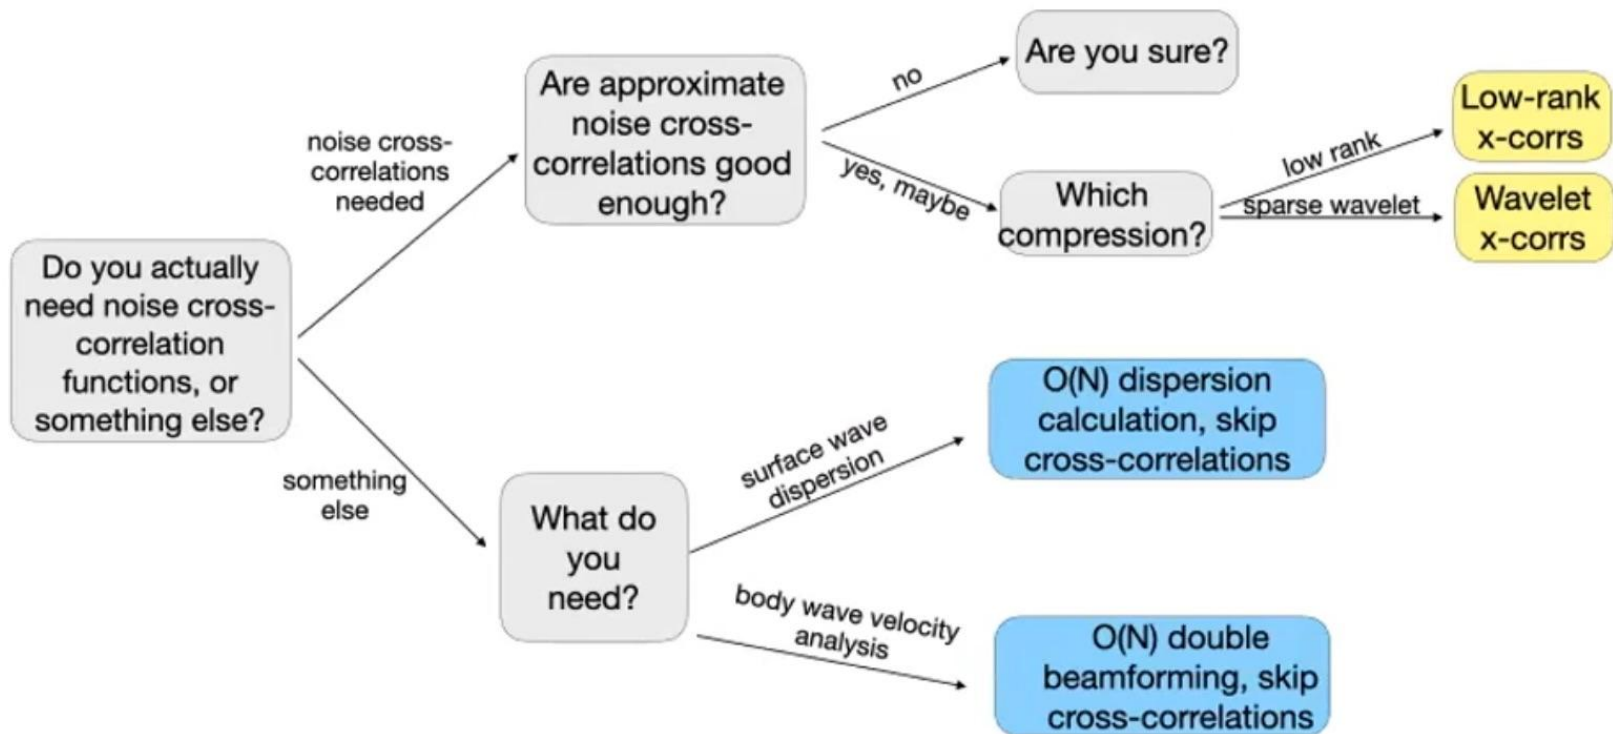 Do you actually
need noise cross-
correlation
functions, or
something else?
noise cross-
correlations
needed
something
else
Are approximate
noise cross-
correlations good
enough?
no
yes, maybe
Are you sure?
Which
compression?
low rank
sparse wavelet
Low-rank
x-corrs
Wavelet
x-corrs
What do
you
need?
surface wave
dispersion
body wave velocity
analysis
O(N) dispersion
calculation, skip
cross-correlations
O(N) double
beamforming, skip
cross-correlations